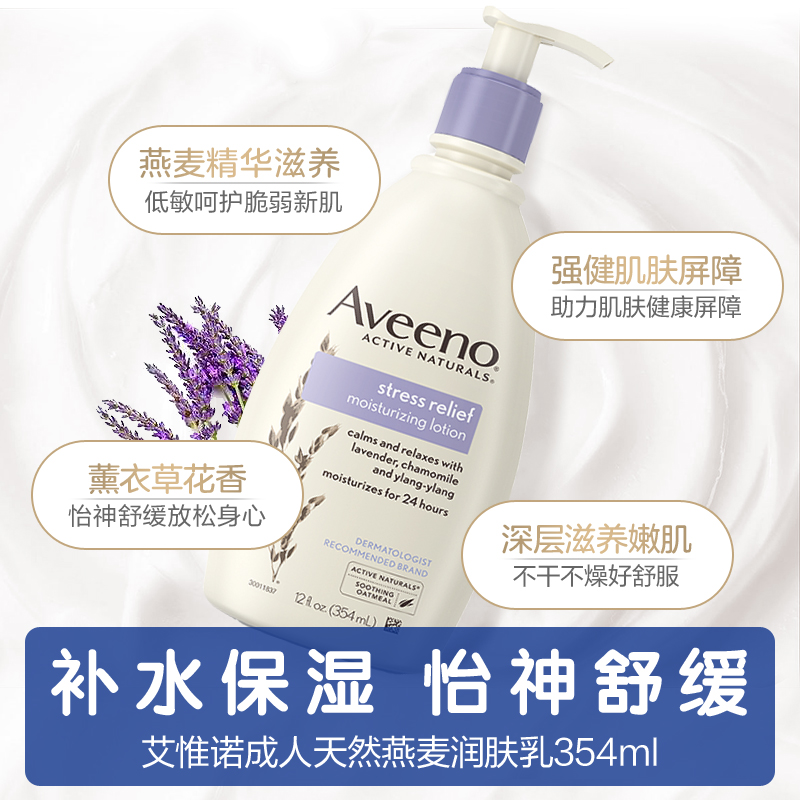 燕麦精华滋养
低敏呵护脆弱新肌
强健肌肤屏障
助力肌肤健康屏障
Aveeno®
ACTIVE NATURALS®
stress relief
moisturizing lotion
calms and relaxes with
lavender, chamomile
and ylang-ylang
moisturizes for 24 hours
薰衣草花香
怡神舒缓放松身心
深层滋养嫩肌
不干不燥好舒服
DERMATOLOGIST
RECOMMENDED BRAND
ACTIVE NATURALS®
SOOTHING
OATMEAL
30011837
12 fl. oz. (354 mL)
补水保湿 怡神舒缓
艾惟诺成人天然燕麦润肤乳354ml